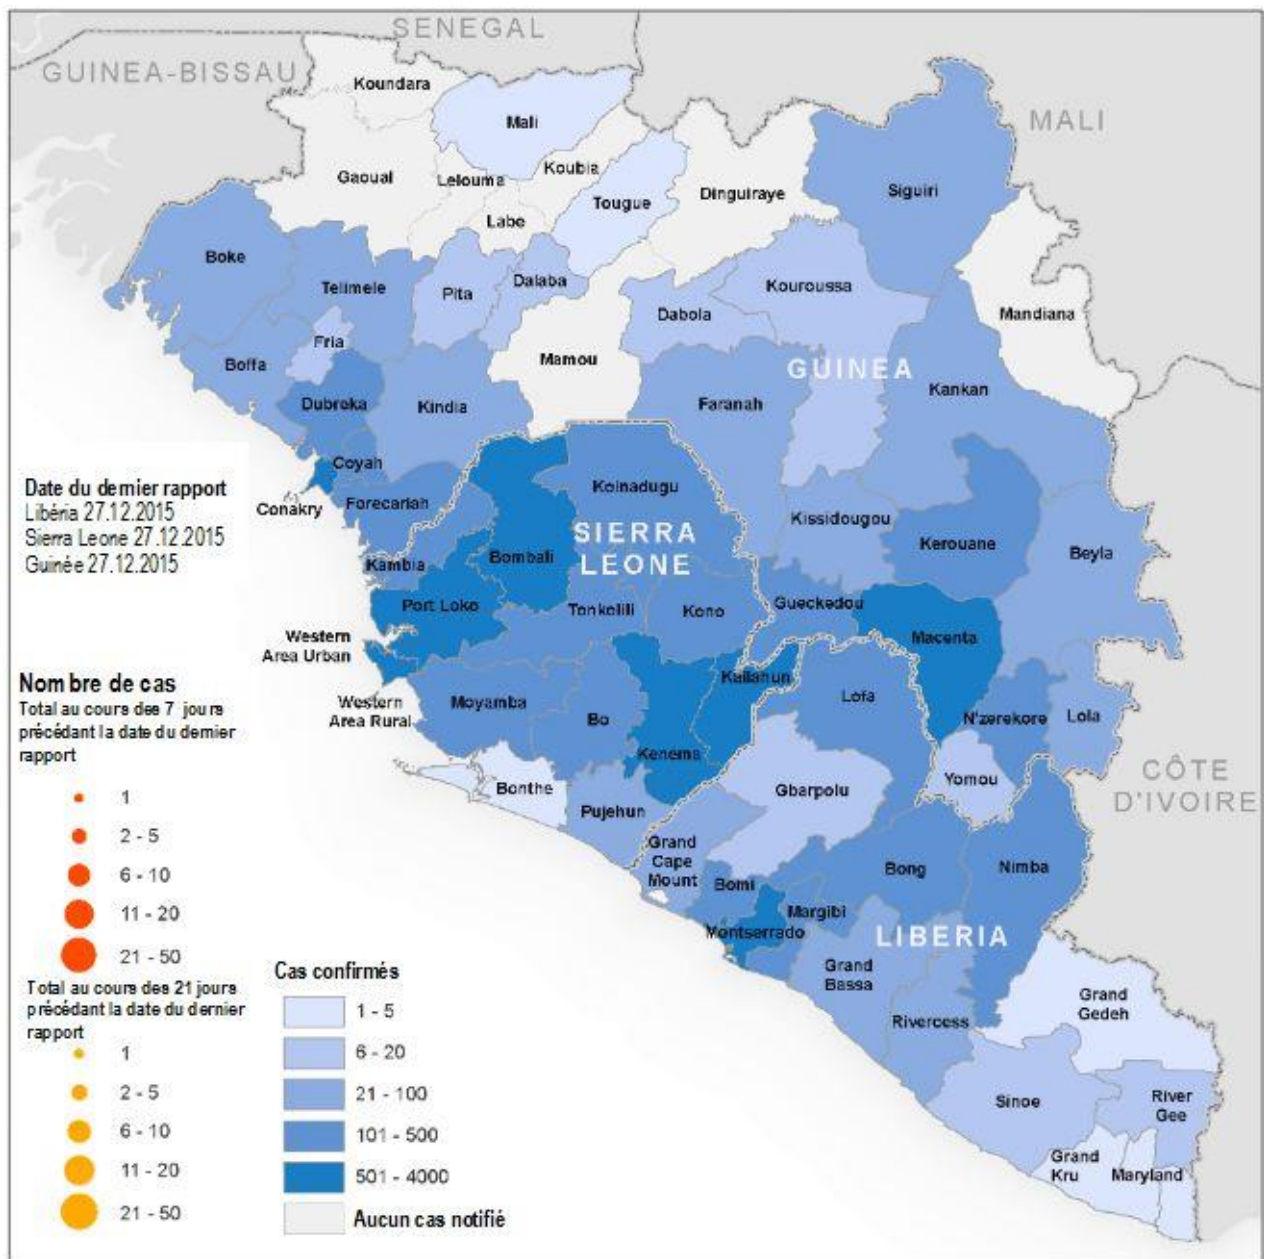 SENEGAL
GUINEA-BISSAU
MALI
Koundara
Mali
Gaoual
Lelouma
Koubia
Labe
Tougue
Dinguiraye
Siguiri
Boke
Telimele
Pita
Dalaba
Kouroussa
Dabola
Mandiana
Fria
Boffa
Mamou
GUINEA
Kankan
Dubreka
Kindia
Faranah
Coyah
Conakry
Forecariah
Koinadugu
Kissidougou
Kerouane
Beyla
SIERRA
LEONE
Kambia
Bombali
Port Loko
Tonkolili
Kono
Gueckedou
Macenta
Western
Area Urban
Kailahun
Lofa
Western
Area Rural
Moyamba
Bo
Kenema
N'zerekore
Lola
Bonthe
Pujehun
Gbarpolu
Yomou
CÔTE
D'IVOIRE
Grand
Cape
Mount
Bomi
Bong
Nimba
Margibi
Montserrado
LIBERIA
Grand
Bassa
Rivercess
Grand
Gedeh
Sinoe
River
Gee
Grand
Kru
Maryland
Date du dernier rapport
Libéria 27.12.2015
Sierra Leone 27.12.2015
Guinée 27.12.2015
Nombre de cas
Total au cours des 7 jours
précédant la date du dernier
rapport
1
2 - 5
6 - 10
11 - 20
21 - 50
Total au cours des 21 jours
précédant la date du dernier
rapport
1
2 - 5
6 - 10
11 - 20
21 - 50
Cas confirmés
1 - 5
6 - 20
21 - 100
101 - 500
501 - 4000
Aucun cas notifié